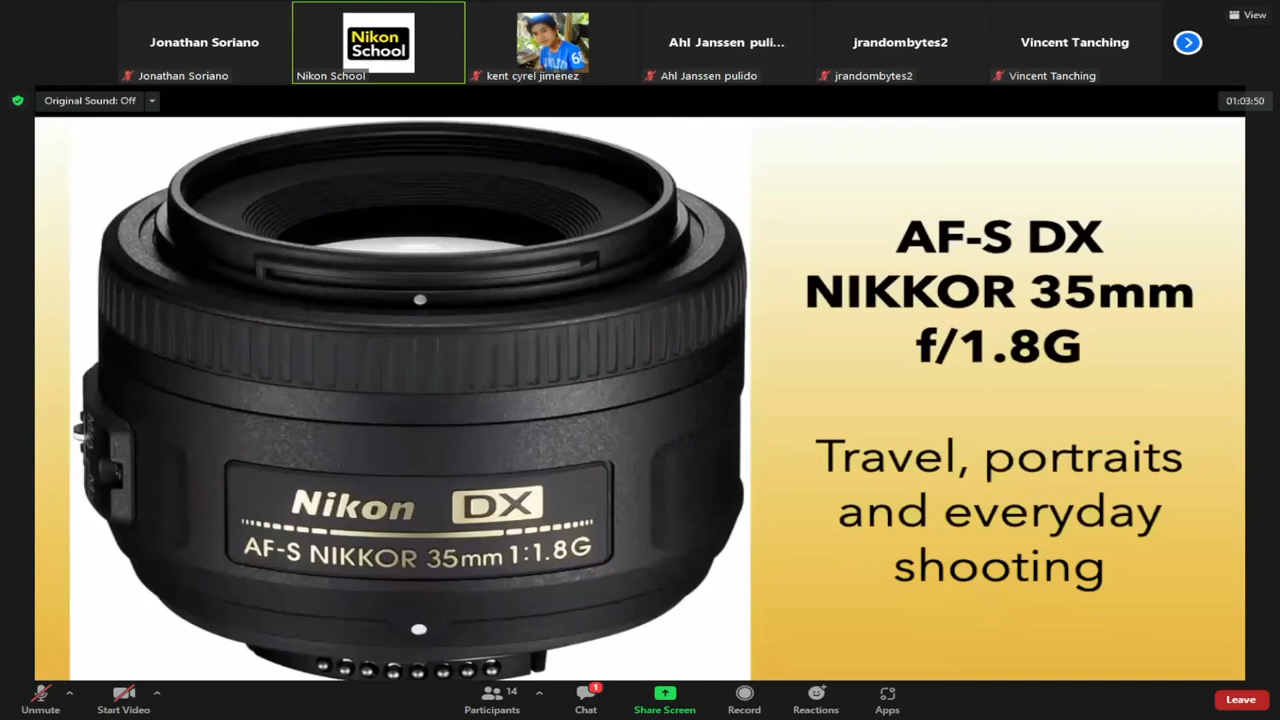 View
Jonathan Soriano
Nikon
School
Ahl Janssen puli...
jrandombytes2
Vincent Tanching
Jonathan Soriano
Nikon School
kent cyrel jimenez
Ahl Janssen pulido
jrandombytes2
Vincent Tanching
Original Sound: Off
01:03:50
AF-S DX
NIKKOR 35mm
f/1.8G
Travel, portraits
and everyday
shooting
Nikon DX
AF-S NIKKOR 35mm 1:1.8G
14
1
Unmute
Start Video
Participants
Chat
Share Screen
Record
Reactions
Apps
Leave